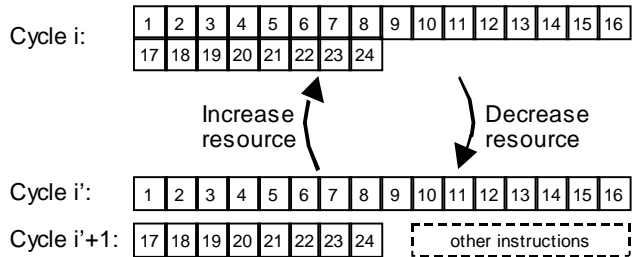 Cycle i:
1 2 3 4 5 6 7 8 9 10 11 12 13 14 15 16
17 18 19 20 21 22 23 24
Increase
resource
Decrease
resource
Cycle i':
1 2 3 4 5 6 7 8 9 10 11 12 13 14 15 16
Cycle i'+1:
17 18 19 20 21 22 23 24
other instructions